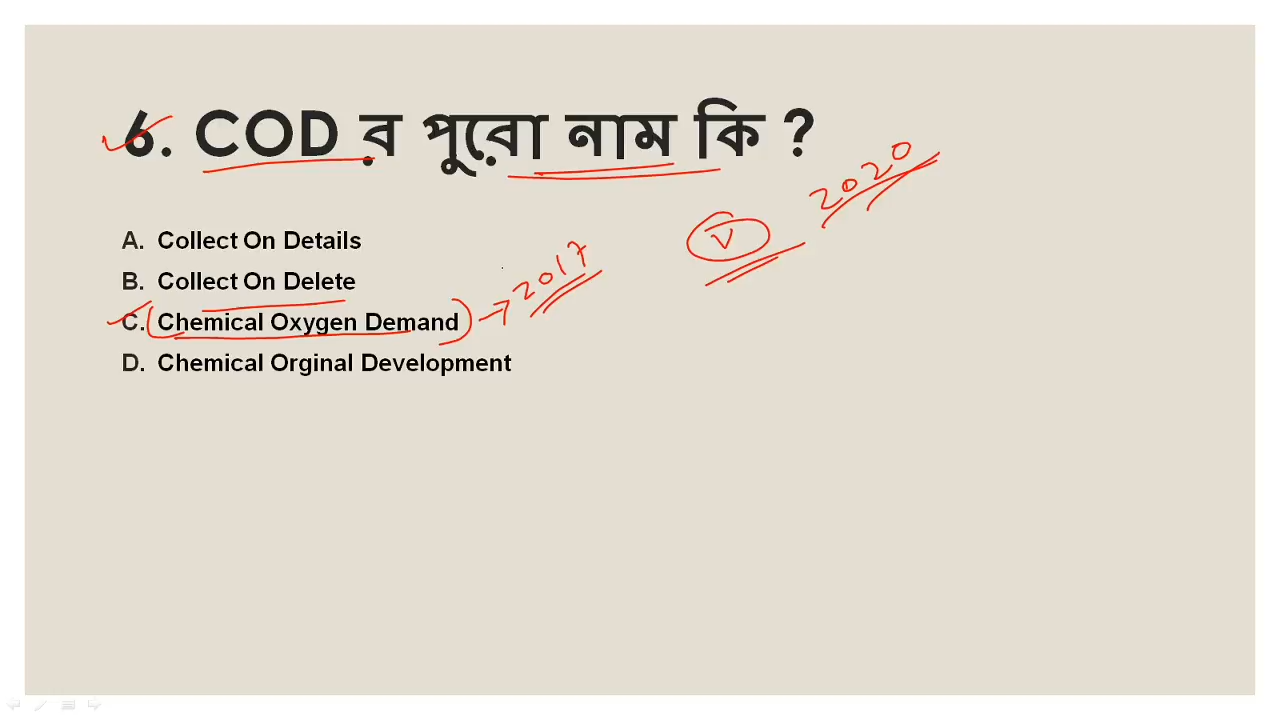 6. COD র পুরো নাম কি ?
A. Collect On Details
B. Collect On Delete
C. Chemical Oxygen Demand
D. Chemical Orginal Development
2017
V
2020